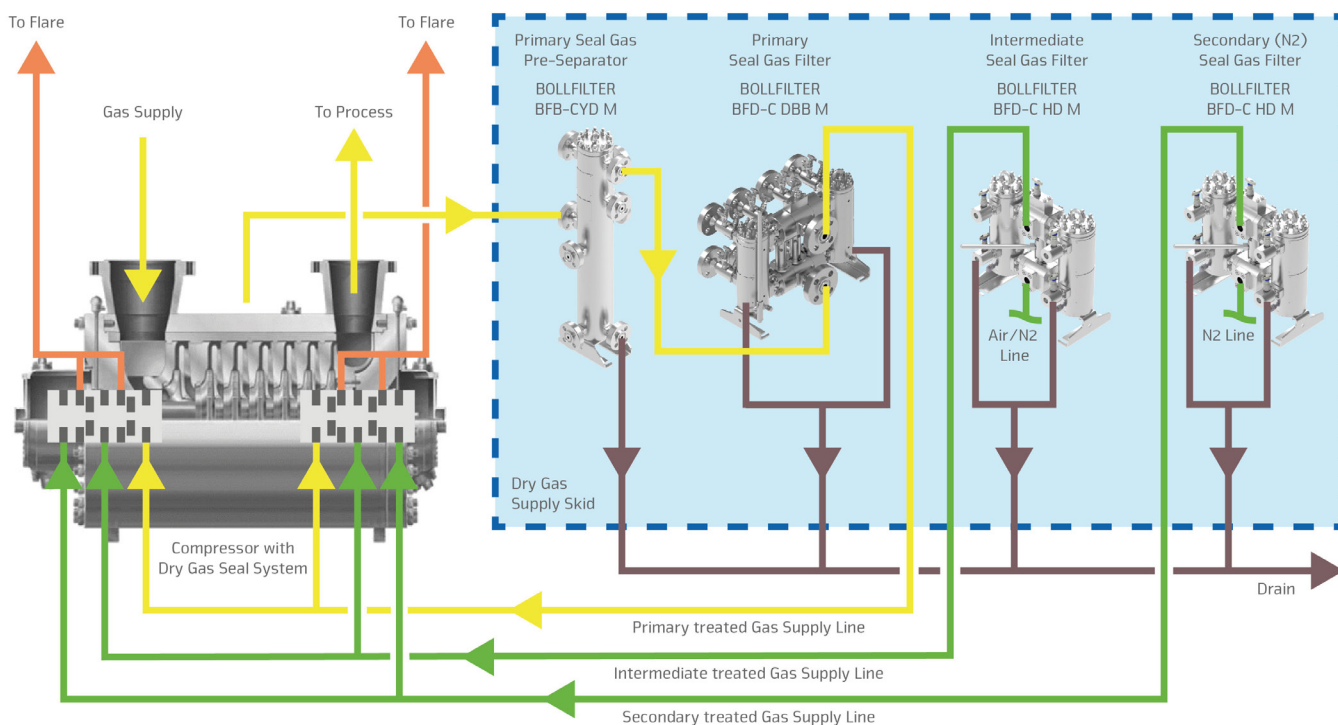 To Flare
To Flare
Gas Supply
To Process
Primary Seal Gas
Pre-Separator
BOLLFILTER
BFB-CYD M
Primary
Seal Gas Filter
BOLLFILTER
BFD-C DBB M
Intermediate
Seal Gas Filter
BOLLFILTER
BFD-C HD M
Secondary (N2)
Seal Gas Filter
BOLLFILTER
BFD-C HD M
Air/N2
Line
N2 Line
Dry Gas
Supply Skid
Compressor with
Dry Gas Seal System
Drain
Primary treated Gas Supply Line
Intermediate treated Gas Supply Line
Secondary treated Gas Supply Line